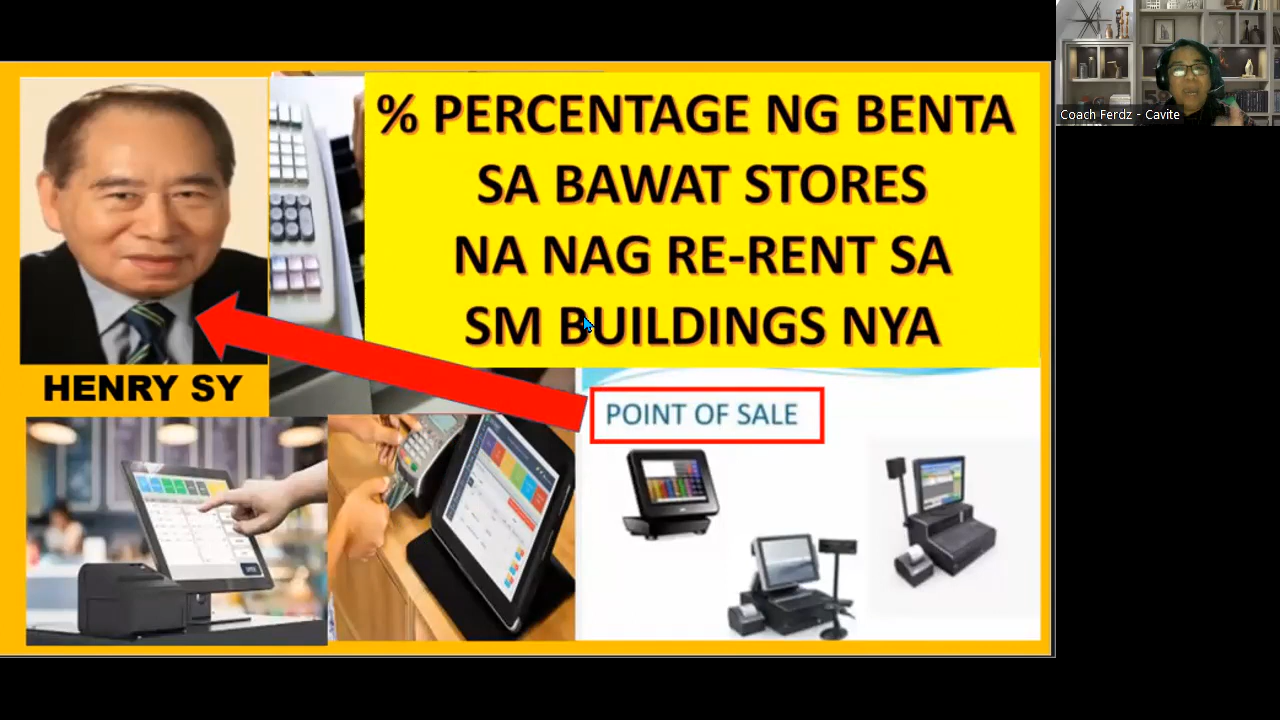 Coach Ferdz - Cavite
% PERCENTAGE NG BENTA
SA BAWAT STORES
NA NAG RE-RENT SA
SM BUILDINGS NYA
HENRY SY
POINT OF SALE